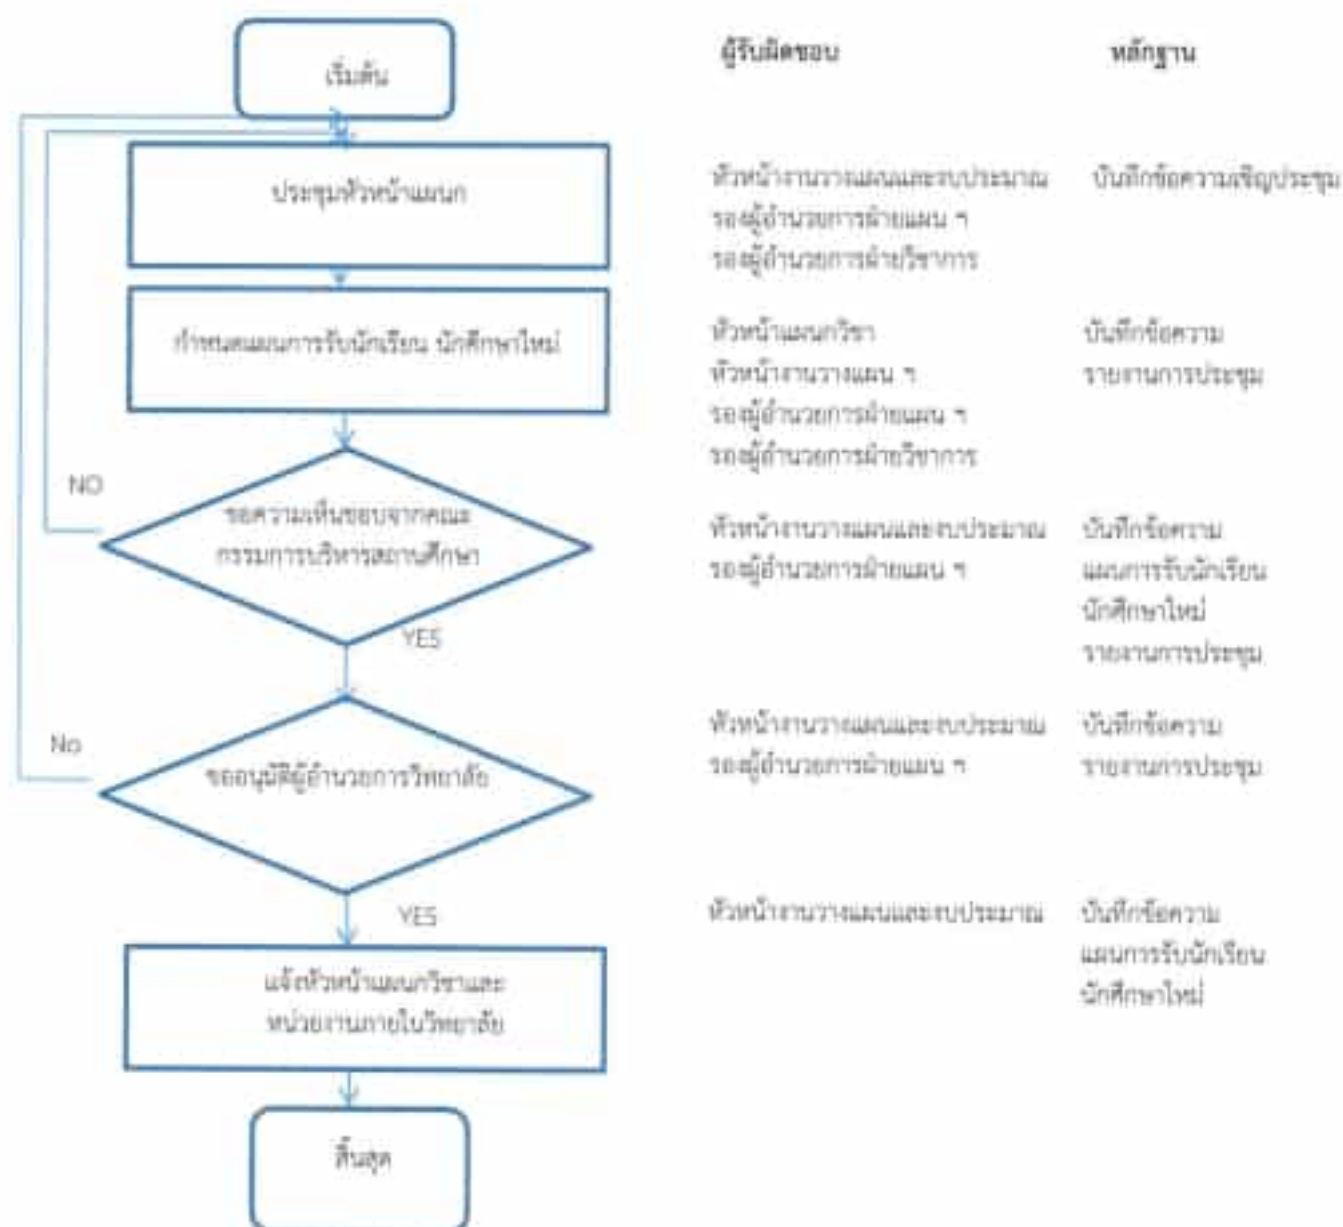 เริ่มต้น
ผู้รับผิดชอบ
หลักฐาน
ประชุมหัวหน้าแผนก
หัวหน้างานวางแผนและงบประมาณ
รองผู้อำนวยการฝ่ายแผน ฯ
รองผู้อำนวยการฝ่ายวิชาการ
บันทึกข้อความเชิญประชุม
กำหนดแผนการรับนักเรียน นักศึกษาใหม่
หัวหน้าแผนกวิชา
หัวหน้างานวางแผน ฯ
รองผู้อำนวยการฝ่ายแผน ฯ
รองผู้อำนวยการฝ่ายวิชาการ
บันทึกข้อความ
รายงานการประชุม
NO
ขอความเห็นชอบจากคณะ
กรรมการบริหารสถานศึกษา
YES
หัวหน้างานวางแผนและงบประมาณ
รองผู้อำนวยการฝ่ายแผน ฯ
บันทึกข้อความ
แผนการรับนักเรียน
นักศึกษาใหม่
รายงานการประชุม
No
ขออนุมัติผู้อำนวยการวิทยาลัย
YES
หัวหน้างานวางแผนและงบประมาณ
รองผู้อำนวยการฝ่ายแผน ฯ
บันทึกข้อความ
รายงานการประชุม
แจ้งหัวหน้าแผนกวิชาและ
หน่วยงานภายในวิทยาลัย
หัวหน้างานวางแผนและงบประมาณ
บันทึกข้อความ
แผนการรับนักเรียน
นักศึกษาใหม่
สิ้นสุด